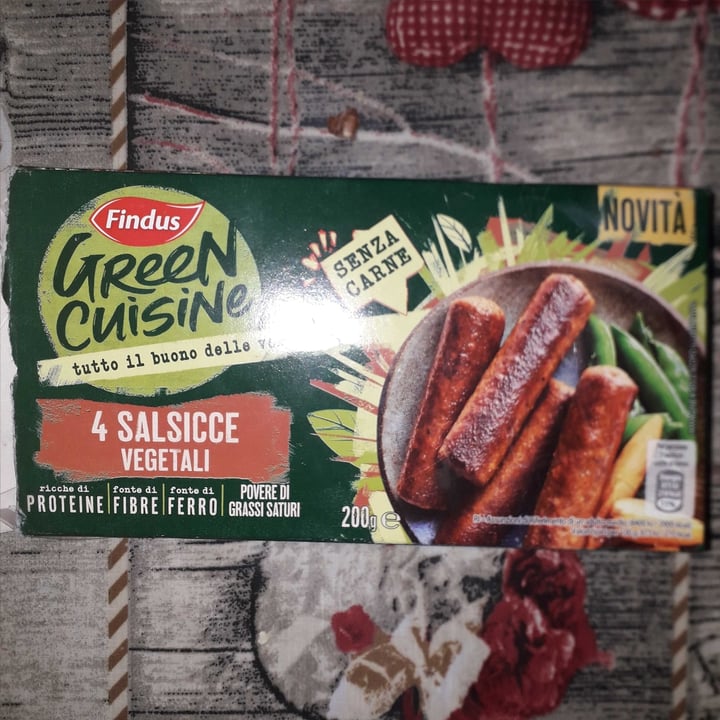 Findus
GReeN
CUiSiNe
tutto il buono delle
SENZA
CARNE
NOVITÀ
4 SALSICCE
VEGETALI
ricche di
PROTEINE
fonte di
FIBRE
fonte di
FERRO
POVERE DI
GRASSI SATURI
200g e